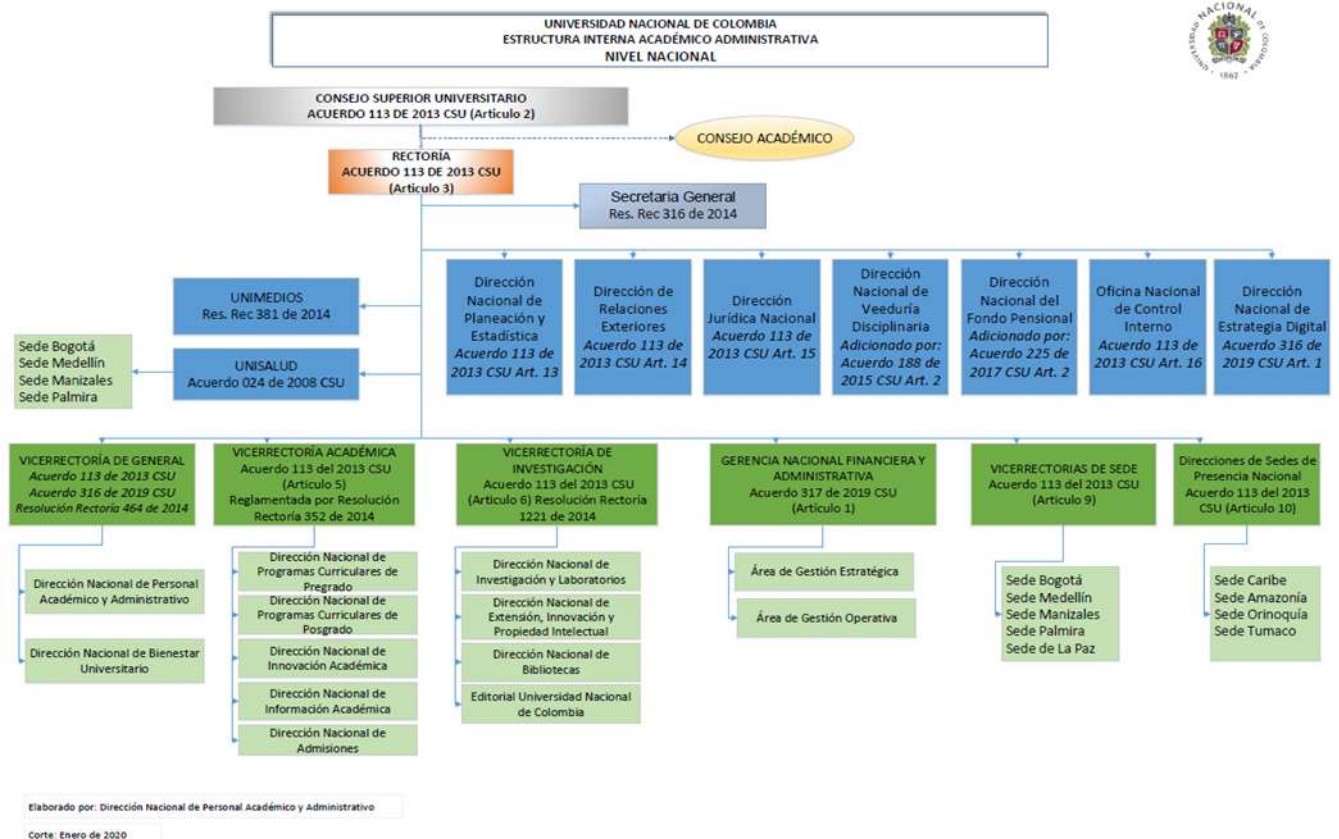 UNIVERSIDAD NACIONAL DE COLOMBIA
ESTRUCTURA INTERNA ACADÉMICO ADMINISTRATIVA
NIVEL NACIONAL
UNIVERSIDAD NACIONAL DE COLOMBIA
1867
CONSEJO SUPERIOR UNIVERSITARIO
ACUERDO 113 DE 2013 CSU (Articulo 2)
CONSEJO ACADÉMICO
RECTORÍA
ACUERDO 113 DE 2013 CSU
(Articulo 3)
Secretaria General
Res. Rec 316 de 2014
UNIMEDIOS
Res. Rec 381 de 2014
UNISALUD
Acuerdo 024 de 2008 CSU
Sede Bogotá
Sede Medellín
Sede Manizales
Sede Palmira
Dirección
Nacional de
Planeación y
Estadística
Acuerdo 113 de
2013 CSU Art. 13
Dirección de
Relaciones
Exteriores
Acuerdo 113 de
2013 CSU Art. 14
Dirección
Jurídica Nacional
Acuerdo 113 de
2013 CSU Art. 15
Dirección
Nacional de
Veeduría
Disciplinaria
Adicionado por:
Acuerdo 188 de
2015 CSU Art. 2
Dirección
Nacional del
Fondo Pensional
Adicionado por:
Acuerdo 225 de
2017 CSU Art. 2
Oficina Nacional
de Control
Interno
Acuerdo 113 de
2013 CSU Art. 16
Dirección
Nacional de
Estrategia Digital
Acuerdo 316 de
2019 CSU Art. 1
VICERRECTORÍA DE GENERAL
Acuerdo 113 de 2013 CSU
Acuerdo 316 de 2019 CSU
Resolución Rectoría 464 de 2014
Dirección Nacional de Personal
Académico y Administrativo
Dirección Nacional de Bienestar
Universitario
VICERRECTORÍA ACADÉMICA
Acuerdo 113 del 2013 CSU
(Articulo 5)
Reglamentada por Resolución
Rectoría 352 de 2014
Dirección Nacional de
Programas Curriculares de
Pregrado
Dirección Nacional de
Programas Curriculares de
Posgrado
Dirección Nacional de
Innovación Académica
Dirección Nacional de
Información Académica
Dirección Nacional de
Admisiones
VICERRECTORÍA DE
INVESTIGACIÓN
Acuerdo 113 del 2013 CSU
(Articulo 6) Resolución Rectoría
1221 de 2014
Dirección Nacional de
Investigación y Laboratorios
Dirección Nacional de
Extensión, Innovación y
Propiedad Intelectual
Dirección Nacional de
Bibliotecas
Editorial Universidad Nacional
de Colombia
GERENCIA NACIONAL FINANCIERA Y
ADMINISTRATIVA
Acuerdo 317 de 2019 CSU
(Articulo 1)
Área de Gestión Estratégica
Área de Gestión Operativa
VICERRECTORIAS DE SEDE
Acuerdo 113 del 2013 CSU
(Articulo 9)
Sede Bogotá
Sede Medellín
Sede Manizales
Sede Palmira
Sede de La Paz
Direcciones de Sedes de
Presencia Nacional
Acuerdo 113 del 2013
CSU (Articulo 10)
Sede Caribe
Sede Amazonía
Sede Orinoquía
Sede Tumaco
Elaborado por: Dirección Nacional de Personal Académico y Administrativo
Corte: Enero de 2020